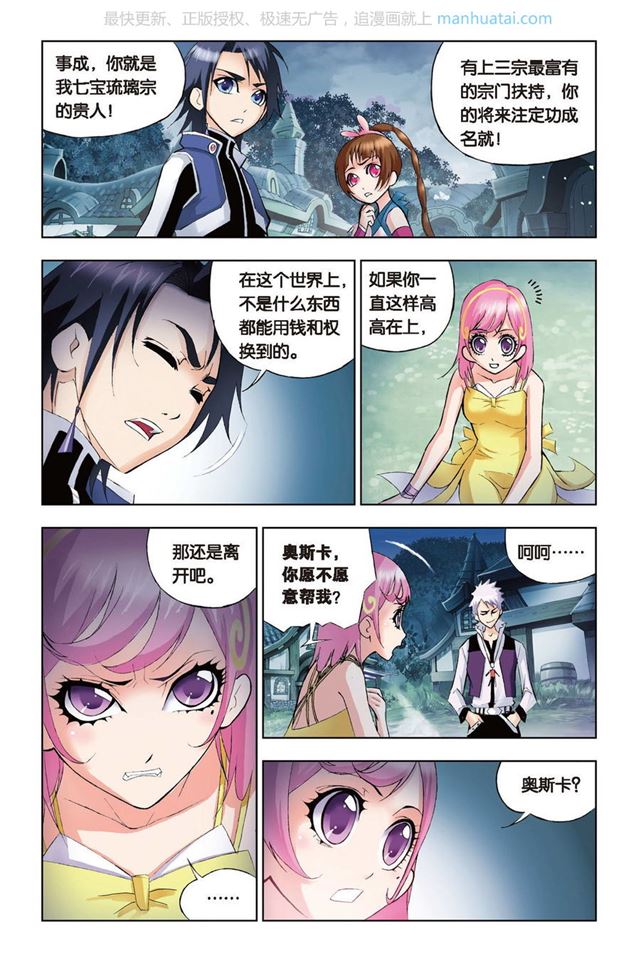 最快更新、正版授权、极速无广告，追漫画就上 manhuatai.com
事成，你就是
我七宝琉璃宗
的贵人！
有上三宗最富有
的宗门扶持，你
的将来注定功成
名就！
在这个世界上，
不是什么东西
都能用钱和权
换到的。
如果你一
直这样高
高在上，
那还是离
开吧。
……
奥斯卡，
你愿不愿
意帮我？
呵呵……
奥斯卡？